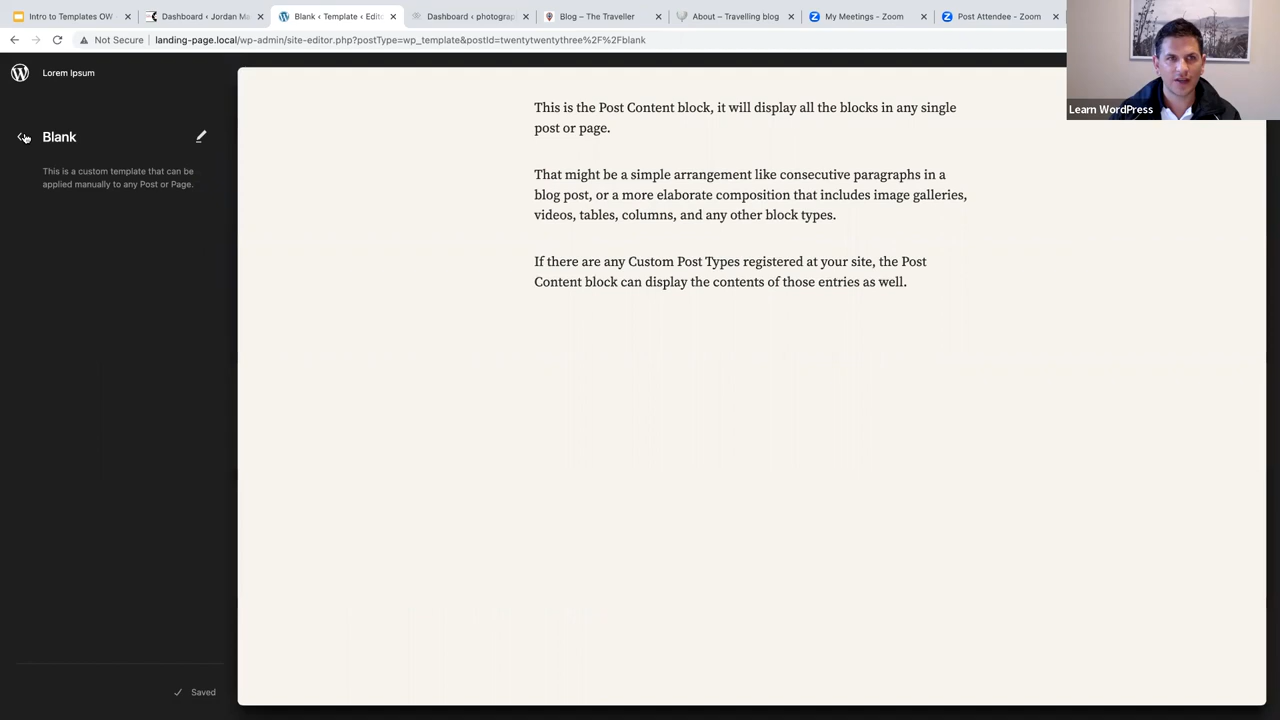 Intro to Templates OW
Dashboard ‹ Jordan Ma
Blank ‹ Template ‹ Edit
Dashboard ‹ photograp
Blog – The Traveller
About – Travelling blog
My Meetings - Zoom
Post Attendee - Zoom
Not Secure
landing-page.local/wp-admin/site-editor.php?postType=wp_template&postId=twentytwentythree%2F%2Fblank
Lorem Ipsum
Blank
This is a custom template that can be
applied manually to any Post or Page.
Saved
This is the Post Content block, it will display all the blocks in any single
post or page.
That might be a simple arrangement like consecutive paragraphs in a
blog post, or a more elaborate composition that includes image galleries,
videos, tables, columns, and any other block types.
If there are any Custom Post Types registered at your site, the Post
Content block can display the contents of those entries as well.
Learn WordPress